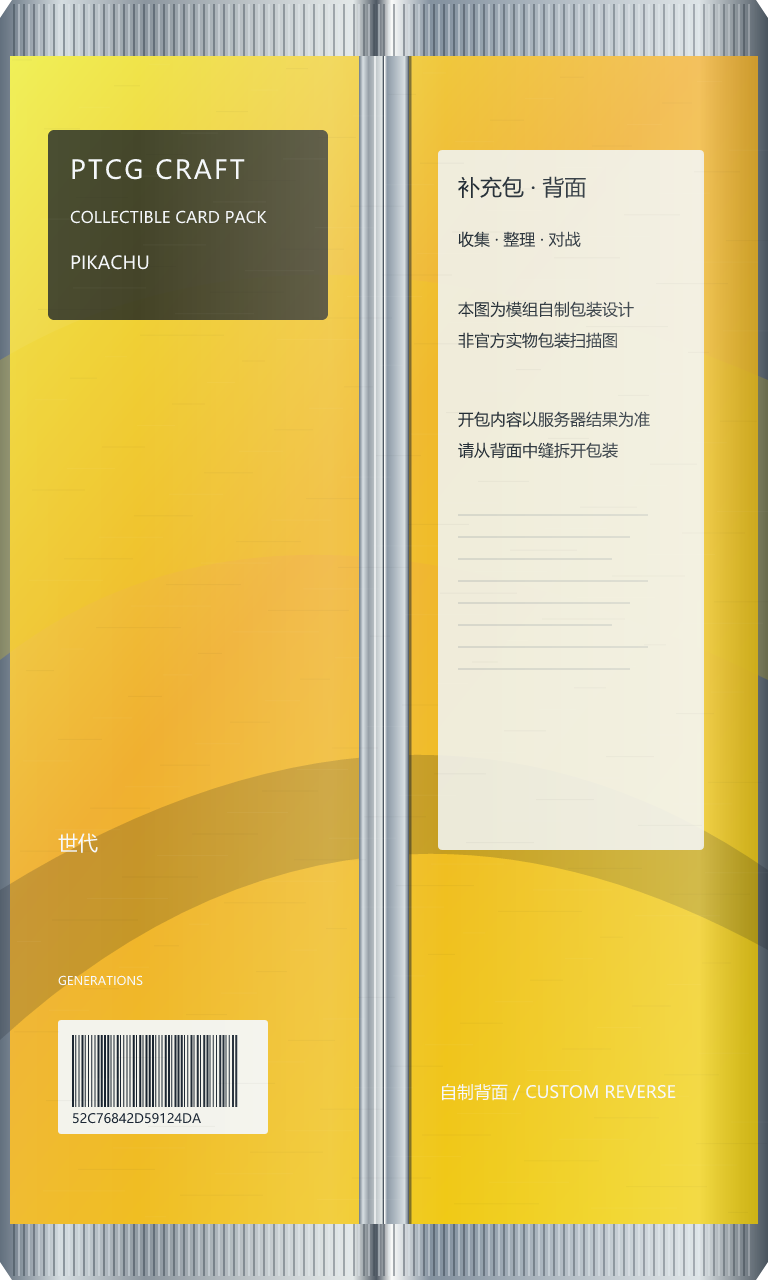 PTCG CRAFT
COLLECTIBLE CARD PACK
PIKACHU
世代
GENERATIONS
52C76842D59124DA
补充包 · 背面
收集 · 整理 · 对战
本图为模组自制包装设计
非官方实物包装扫描图
开包内容以服务器结果为准
请从背面中缝拆开包装
自制背面 / CUSTOM REVERSE